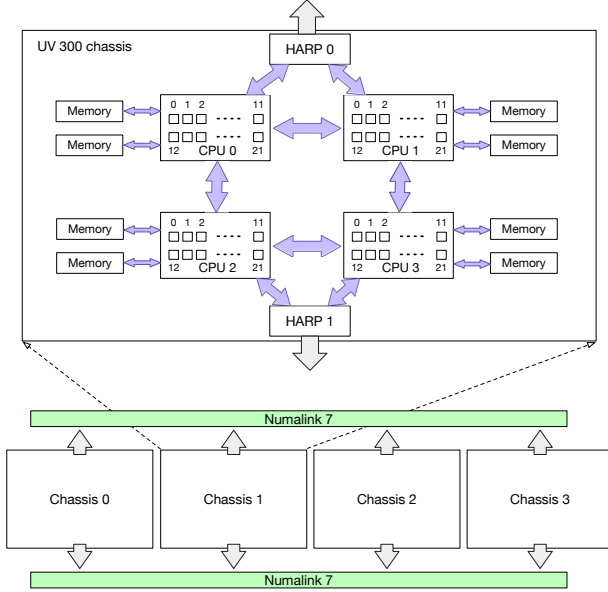 UV 300 chassis
HARP 0
0 1 2 ---- 11
12 ---- 21
CPU 0
0 1 2 ---- 11
12 ---- 21
CPU 1
Memory
Memory
Memory
Memory
0 1 2 ---- 11
12 ---- 21
CPU 2
0 1 2 ---- 11
12 ---- 21
CPU 3
Memory
Memory
Memory
Memory
HARP 1
Numalink 7
Chassis 0
Chassis 1
Chassis 2
Chassis 3
Numalink 7